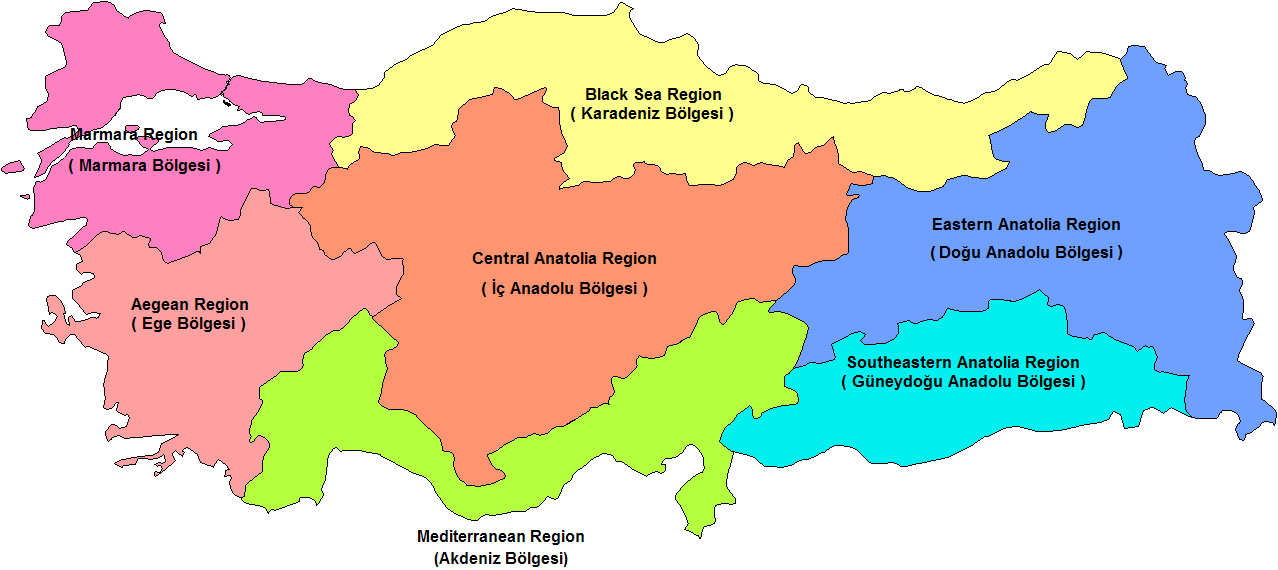 Black Sea Region
( Karadeniz Bölgesi )
Marmara Region
( Marmara Bölgesi )
Eastern Anatolia Region
( Doğu Anadolu Bölgesi )
Central Anatolia Region
( İç Anadolu Bölgesi )
Aegean Region
( Ege Bölgesi )
Southeastern Anatolia Region
( Güneydoğu Anadolu Bölgesi )
Mediterranean Region
(Akdeniz Bölgesi)